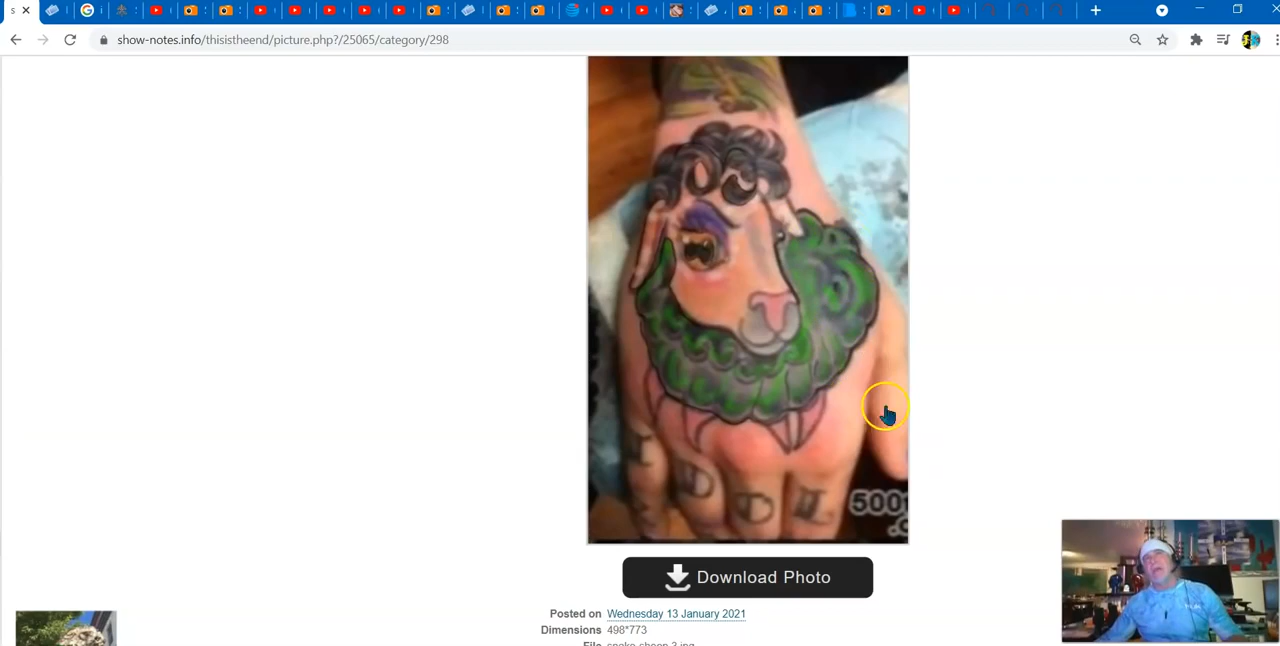 show-notes.info/thisistheend/picture.php?/25065/category/298
500
Download Photo
Posted on Wednesday 13 January 2021
Dimensions 498*773